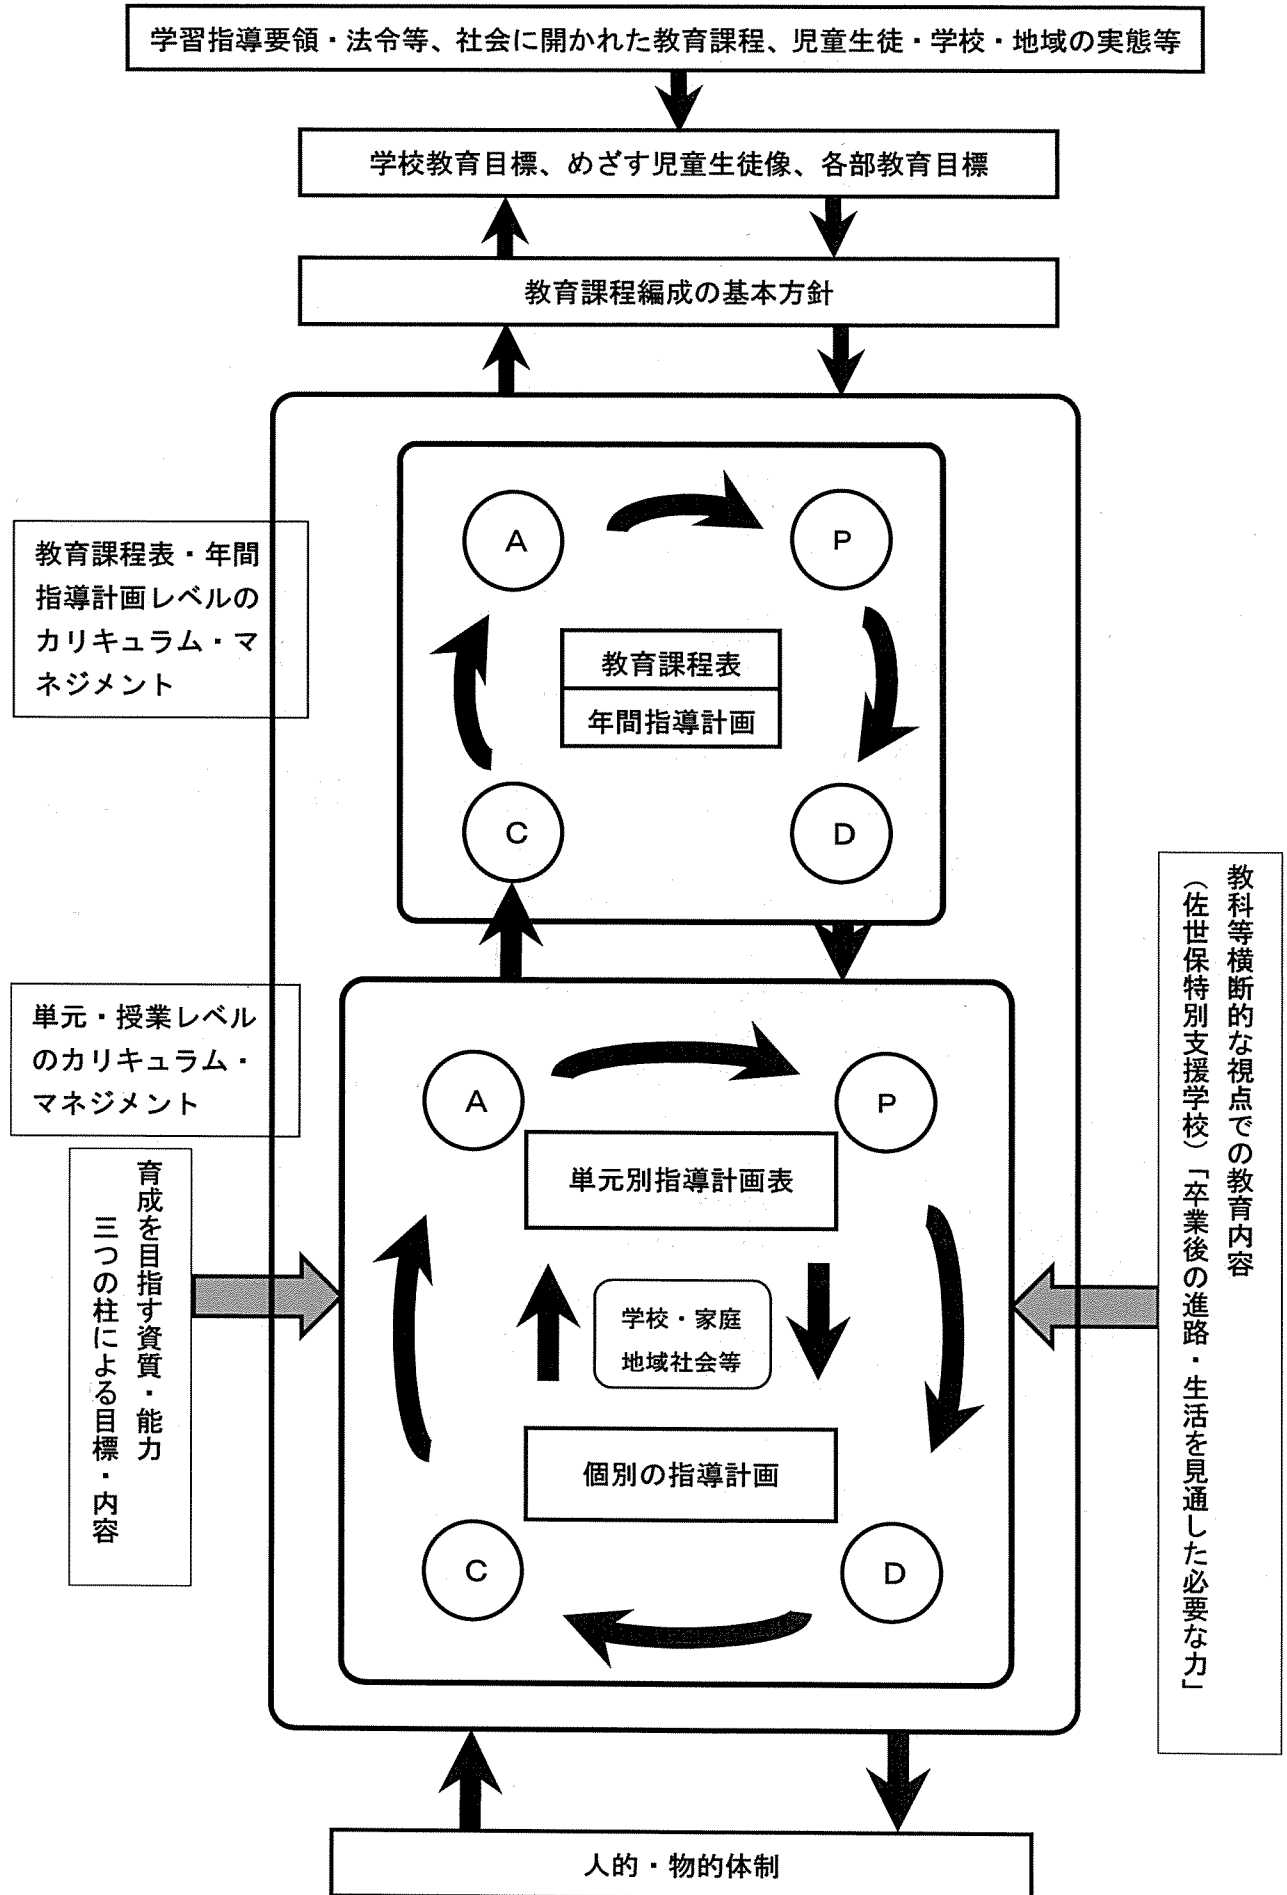 学習指導要領・法令等、社会に開かれた教育課程、児童生徒・学校・地域の実態等
学校教育目標、めざす児童生徒像、各部教育目標
教育課程編成の基本方針
教育課程表・年間
指導計画レベルの
カリキュラム・マ
ネジメント
A
P
教育課程表
年間指導計画
C
D
単元・授業レベル
のカリキュラム・
マネジメント
A
P
単元別指導計画表
学校・家庭
地域社会等
個別の指導計画
C
D
育成を目指す資質・能力
三つの柱による目標・内容
教科等横断的な視点での教育内容
（佐世保特別支援学校）「卒業後の進路・生活を見通した必要な力」
人的・物的体制